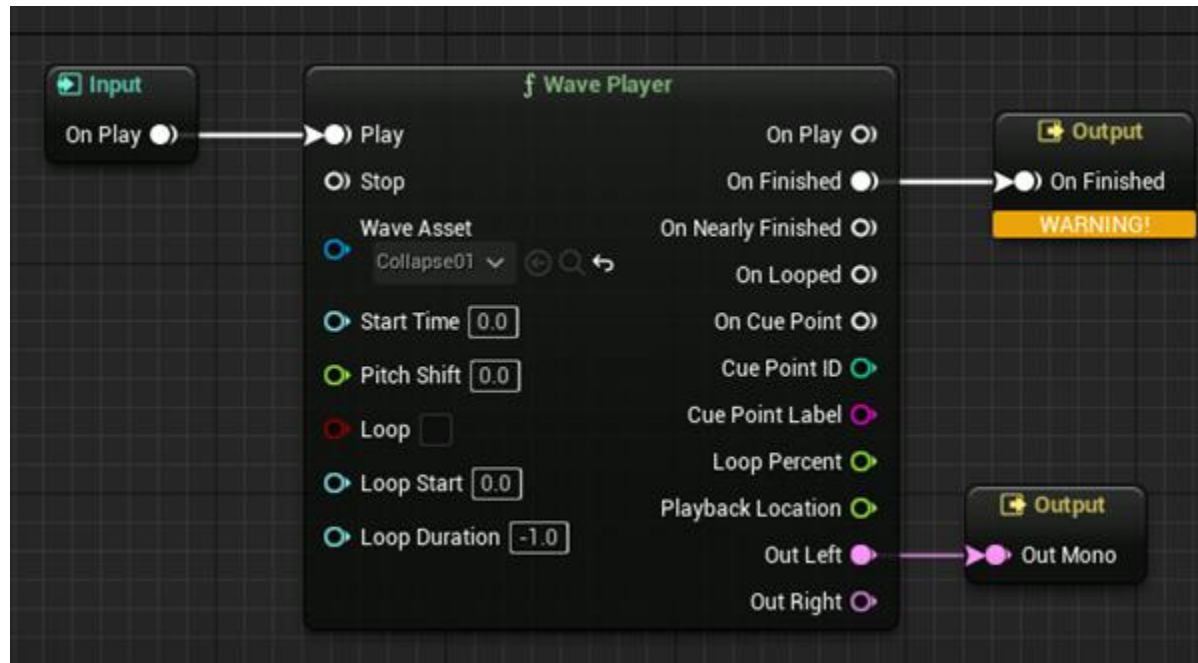 Input
On Play
ƒ Wave Player
Play
Stop
Wave Asset
Collapse01
Start Time 0.0
Pitch Shift 0.0
Loop
Loop Start 0.0
Loop Duration -1.0
On Play
On Finished
On Nearly Finished
On Looped
On Cue Point
Cue Point ID
Cue Point Label
Loop Percent
Playback Location
Out Left
Out Right
Output
On Finished
WARNING!
Output
Out Mono